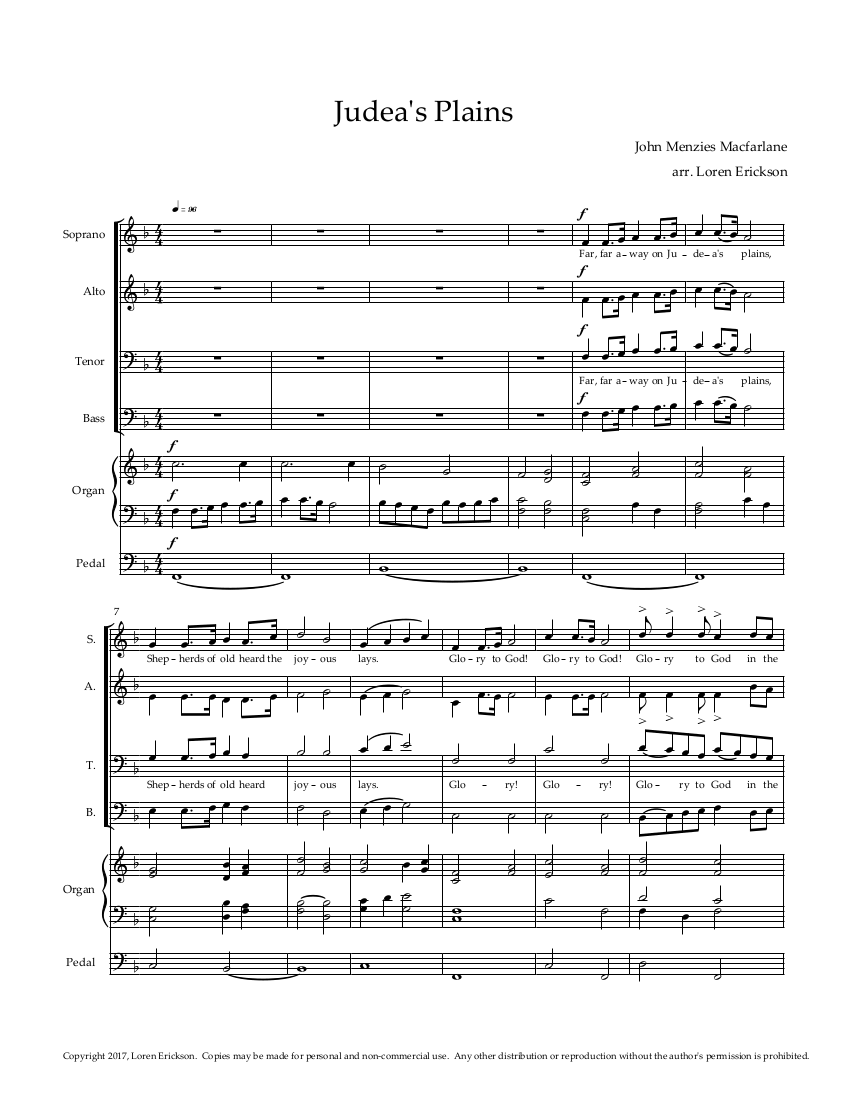 Judea's Plains
John Menzies Macfarlane
arr. Loren Erickson
= 96
Soprano
f
Far, far a – way on Ju – de – a's plains,
Alto
f
Tenor
f
Far, far a – way on Ju – de – a's plains,
Bass
f
Organ
f
f
Pedal
f
7
S.
Shep – herds of old heard the joy – ous lays. Glo – ry to God! Glo – ry to God! Glo – ry to God in the
A.
T.
Shep – herds of old heard joy – ous lays. Glo – ry! Glo – ry! Glo – ry to God in the
B.
Organ
Pedal
Copyright 2017, Loren Erickson. Copies may be made for personal and non-commercial use. Any other distribution or reproduction without the author's permission is prohibited.